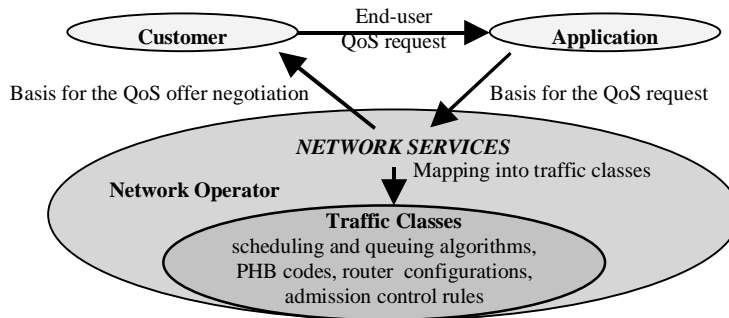 End-user
QoS request
Customer
Application
Basis for the QoS offer negotiation
Basis for the QoS request
NETWORK SERVICES
Mapping into traffic classes
Network Operator
Traffic Classes
scheduling and queuing algorithms,
PHB codes, router configurations,
admission control rules